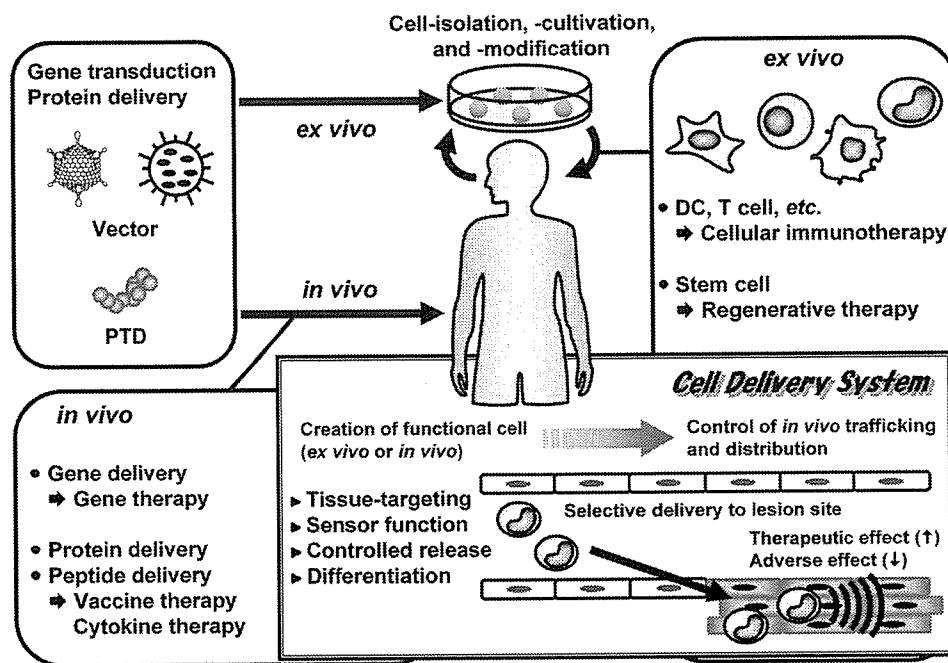 Cell-isolation, -cultivation,
and -modification
Gene transduction
Protein delivery
Vector
PTD
ex vivo
in vivo
ex vivo
• DC, T cell, etc.
➡ Cellular immunotherapy
• Stem cell
➡ Regenerative therapy
in vivo
• Gene delivery
➡ Gene therapy
• Protein delivery
• Peptide delivery
➡ Vaccine therapy
Cytokine therapy
Cell Delivery System
Creation of functional cell
(ex vivo or in vivo)
Control of in vivo trafficking
and distribution
▸ Tissue-targeting
▸ Sensor function
▸ Controlled release
▸ Differentiation
Selective delivery to lesion site
Therapeutic effect (↑)
Adverse effect (↓)